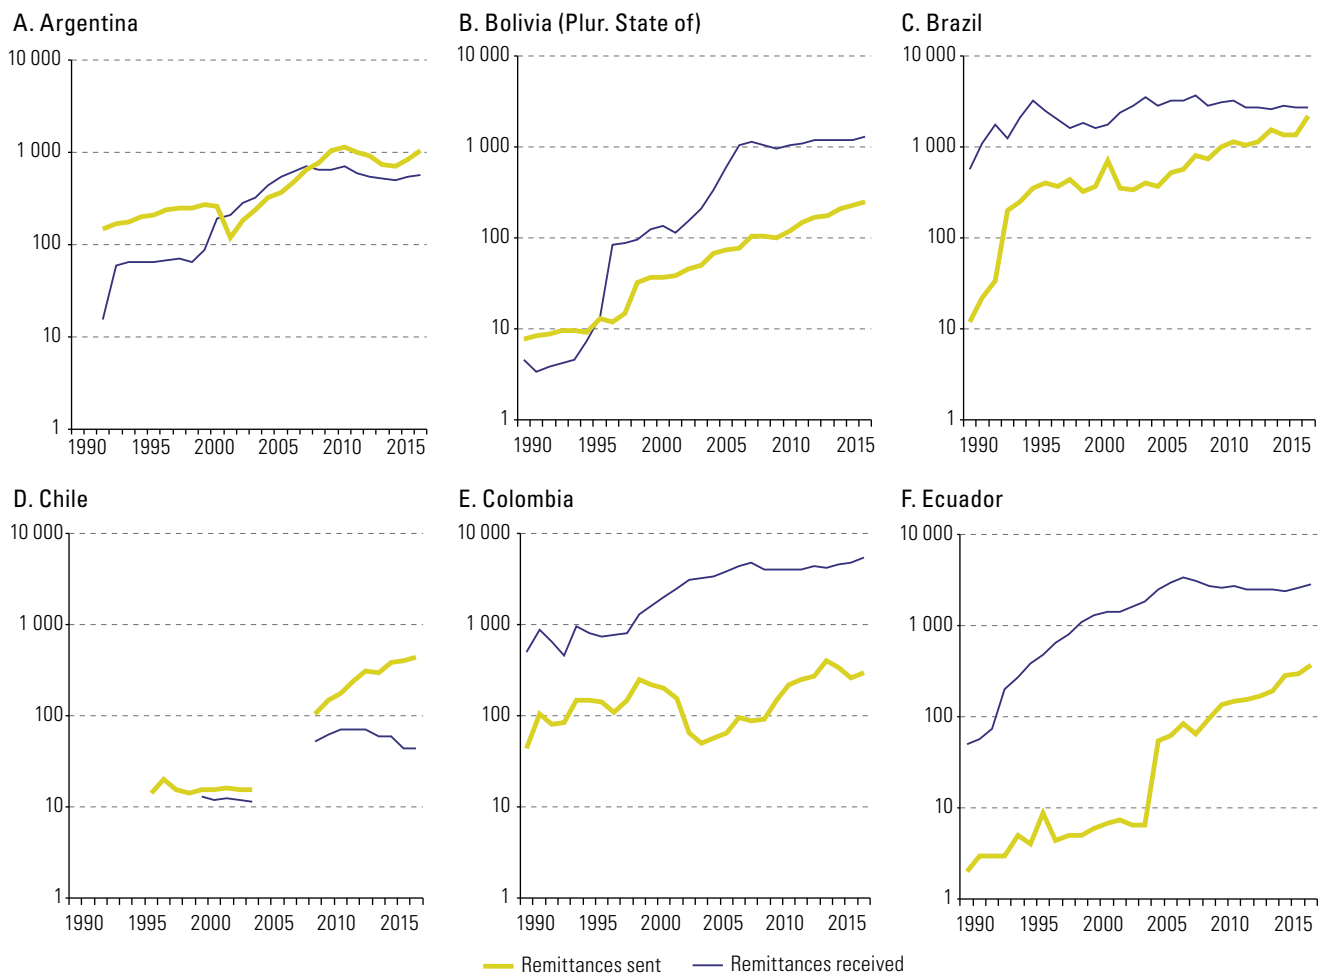 A. Argentina
10 000
1 000
100
10
1
1990 1995 2000 2005 2010 2015
B. Bolivia (Plur. State of)
10 000
1 000
100
10
1
1990 1995 2000 2005 2010 2015
C. Brazil
10 000
1 000
100
10
1
1990 1995 2000 2005 2010 2015
D. Chile
10 000
1 000
100
10
1
1990 1995 2000 2005 2010 2015
E. Colombia
10 000
1 000
100
10
1
1990 1995 2000 2005 2010 2015
F. Ecuador
10 000
1 000
100
10
1
1990 1995 2000 2005 2010 2015
Remittances sent Remittances received